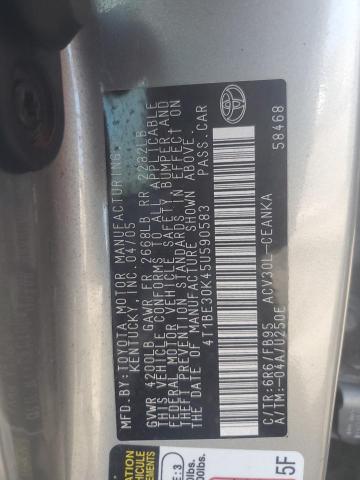 MFD.BY:TOYOTA MOTOR MANUFACTURING,
KENTUCKY, INC. 04/05
GVWR 4200LB GAWR FR 2668LB RR 2282LB
THIS VEHICLE CONFORMS TO ALL APPLICABLE
FEDERAL MOTOR VEHICLE SAFETY, BUMPER AND
THEFT PREVENTION STANDARDS IN EFFECT ON
THE DATE OF MANUFACTURE SHOWN ABOVE.
4T1BE30K45U590583 PASS.CAR
C/TR:6R6/FB95 ACV30L-CEANKA
A/TM:-04A/U250E 58468
TOYOTA
E:3
5F